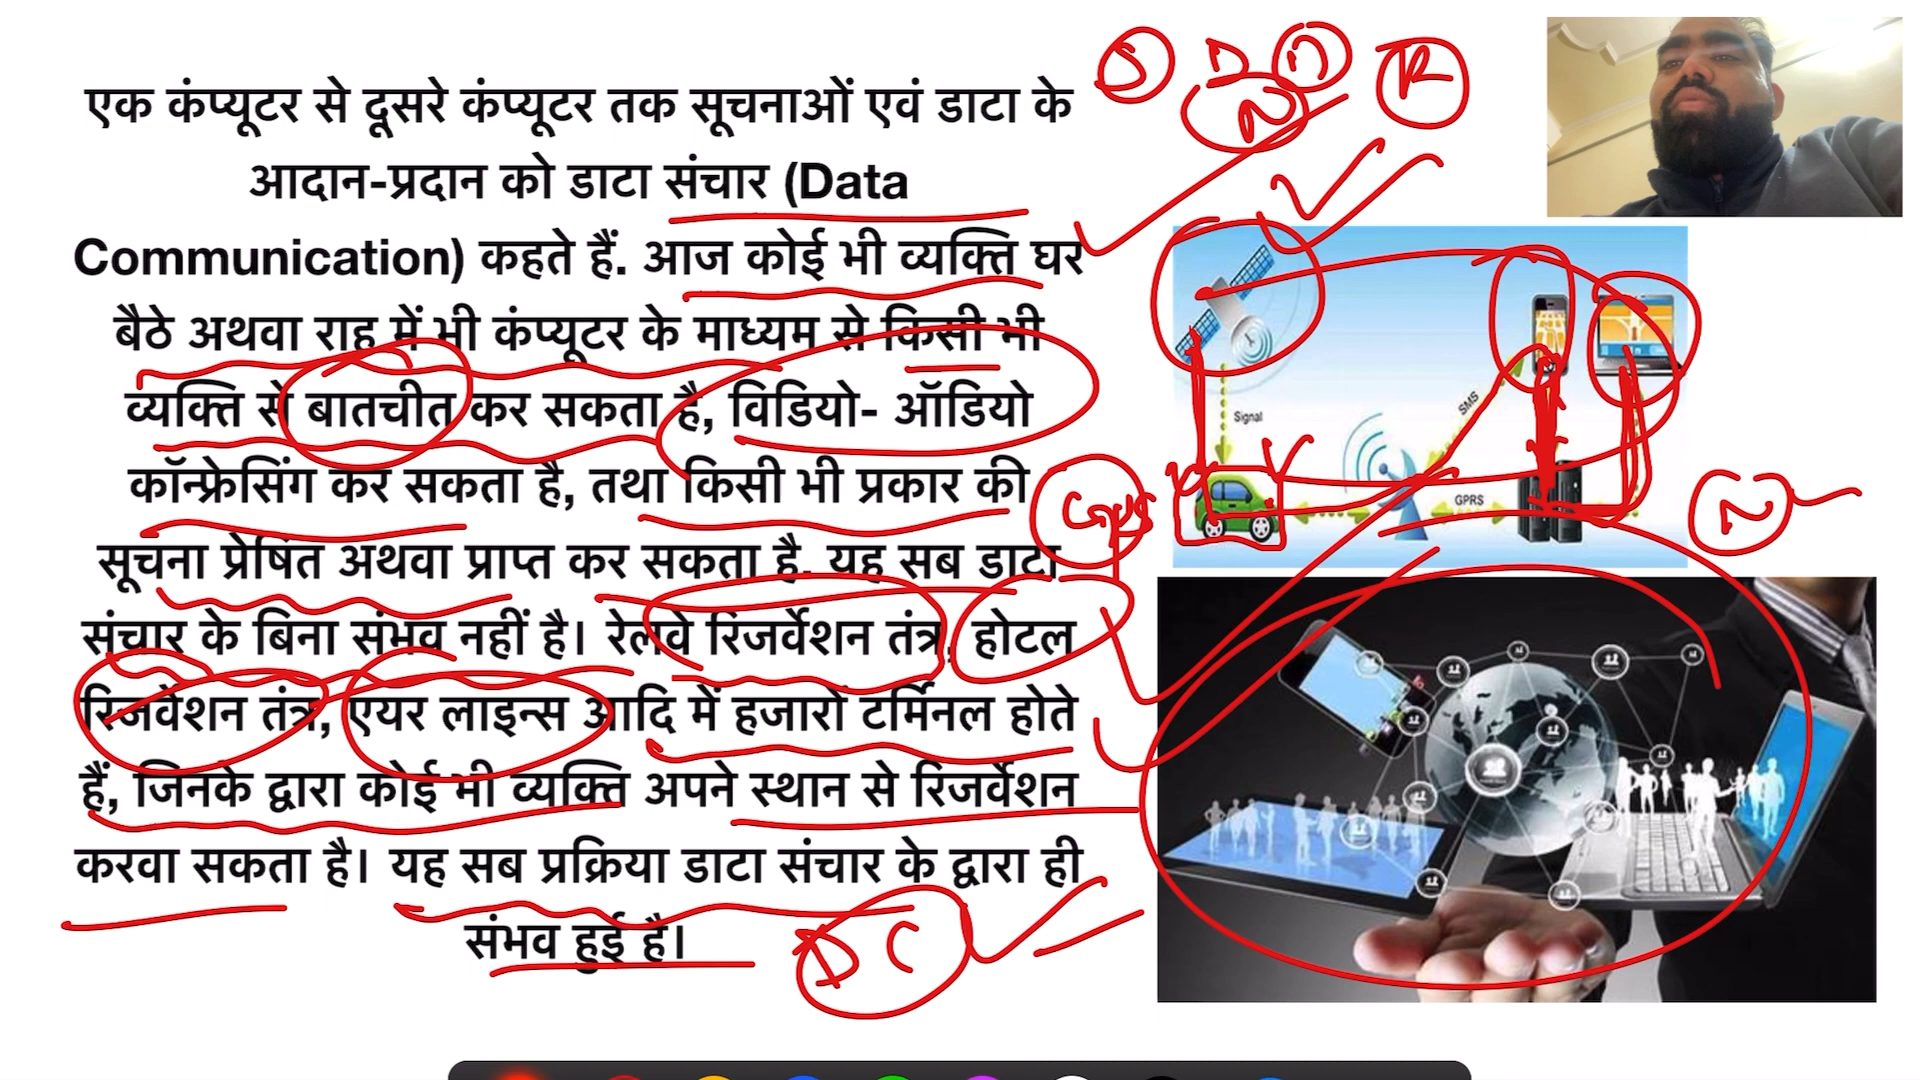 एक कंप्यूटर से दूसरे कंप्यूटर तक सूचनाओं एवं डाटा के
आदान-प्रदान को डाटा संचार (Data
Communication) कहते हैं. आज कोई भी व्यक्ति घर
बैठे अथवा राह में भी कंप्यूटर के माध्यम से किसी भी
व्यक्ति से बातचीत कर सकता है, विडियो- ऑडियो
कॉन्फ्रेसिंग कर सकता है, तथा किसी भी प्रकार की
सूचना प्रेषित अथवा प्राप्त कर सकता है. यह सब डाटा
संचार के बिना संभव नहीं है। रेलवे रिजर्वेशन तंत्र, होटल
रिजर्वेशन तंत्र, एयर लाइन्स आदि में हजारों टर्मिनल होते
हैं, जिनके द्वारा कोई भी व्यक्ति अपने स्थान से रिजर्वेशन
करवा सकता है। यह सब प्रक्रिया डाटा संचार के द्वारा ही
संभव हुई है।
D C
S D
N
R
Signal
SMS
GPRS
N